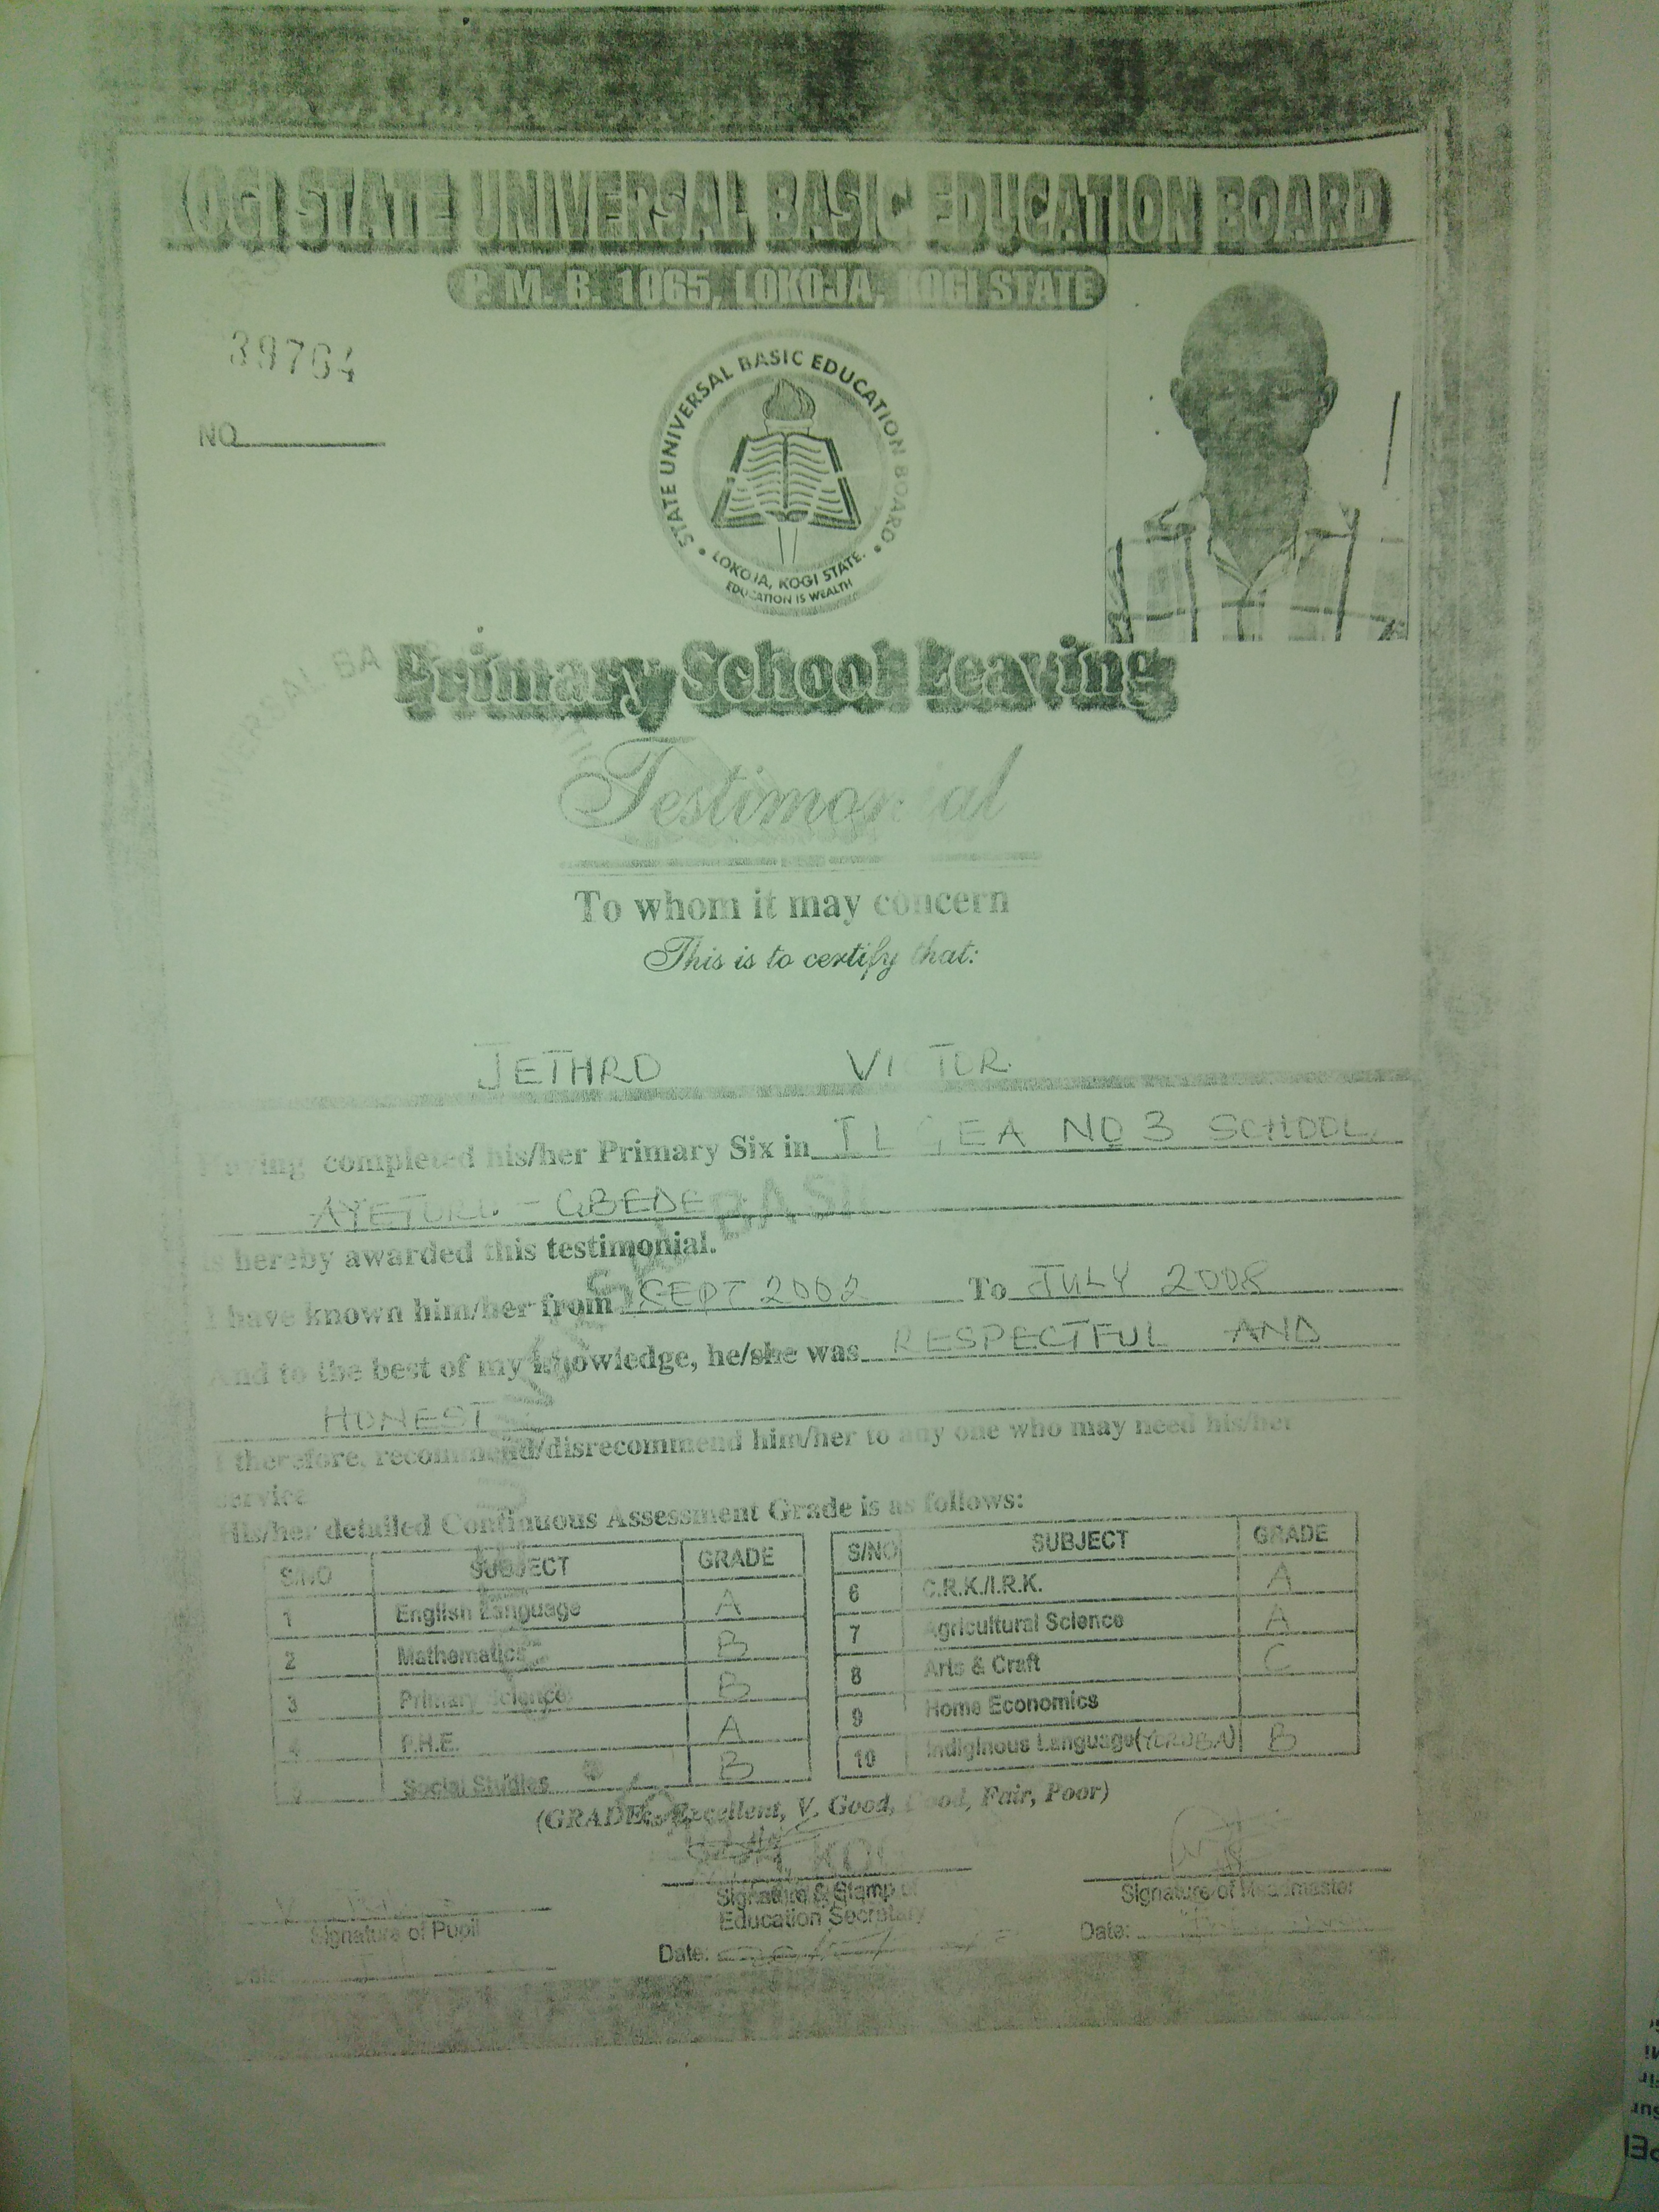 KOGI STATE UNIVERSAL BASIC EDUCATION BOARD
P. M. B. 1065, LOKOJA, KOGI STATE
39764
NO
STATE UNIVERSAL BASIC EDUCATION BOARD
LOKOJA, KOGI STATE.
EDUCATION IS WEALTH
Primary School Leaving
Testimonial
To whom it may concern
This is to certify that:
JETHRO VICTOR
Having completed his/her Primary Six in LGEA NO 3 SCHOOL,
AYETORO - GBEDE
is hereby awarded this testimonial.
I have known him/her from SEPT 2002 To JULY 2008
And to the best of my knowledge, he/she was RESPECTFUL AND
HONEST
I therefore, recommend/disrecommend him/her to any one who may need his/her
service
His/her detailed Continuous Assessment Grade is as follows:
S/NO SUBJECT GRADE
1 English Language A
2 Mathematics B
3 Primary Science B
4 P.H.E. A
5 Social Studies B
S/NO SUBJECT GRADE
6 C.R.K./I.R.K. A
7 Agricultural Science A
8 Arts & Craft C
9 Home Economics
10 Indiginous Language (YORUBA) B
(GRADE: Excellent, V. Good, Good, Fair, Poor)
Signature of Pupil
Signature & Stamp of
Education Secretary
Date:
Signature of Headmaster
Date: